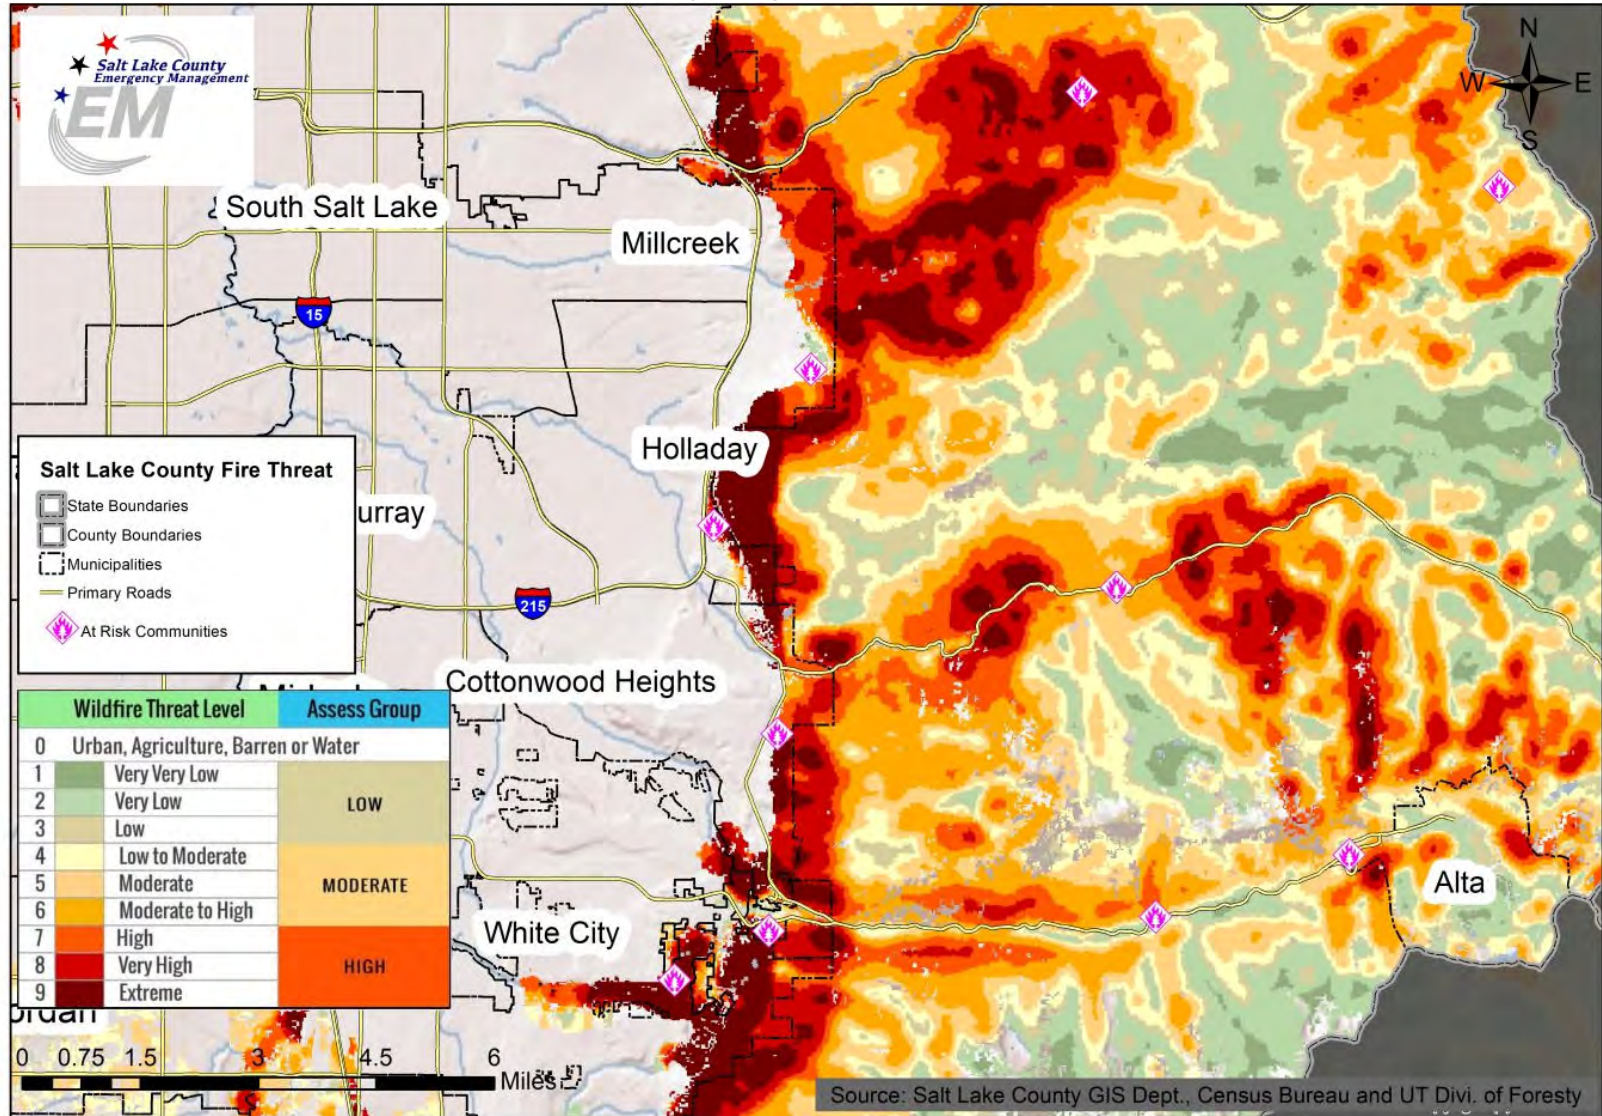 Salt Lake County
Emergency Management
EM
N
W E
S
South Salt Lake
Millcreek
15
Holladay
Salt Lake County Fire Threat
State Boundaries
County Boundaries
Municipalities
Primary Roads
At Risk Communities
urray
215
Cottonwood Heights
Wildfire Threat Level Assess Group
0 Urban, Agriculture, Barren or Water
1 Very Very Low
2 Very Low
3 Low
LOW
4 Low to Moderate
5 Moderate
6 Moderate to High
MODERATE
7 High
8 Very High
9 Extreme
HIGH
White City
Alta
ordan
0 0.75 1.5 3 4.5 6
Miles
Source: Salt Lake County GIS Dept., Census Bureau and UT Divi. of Foresty